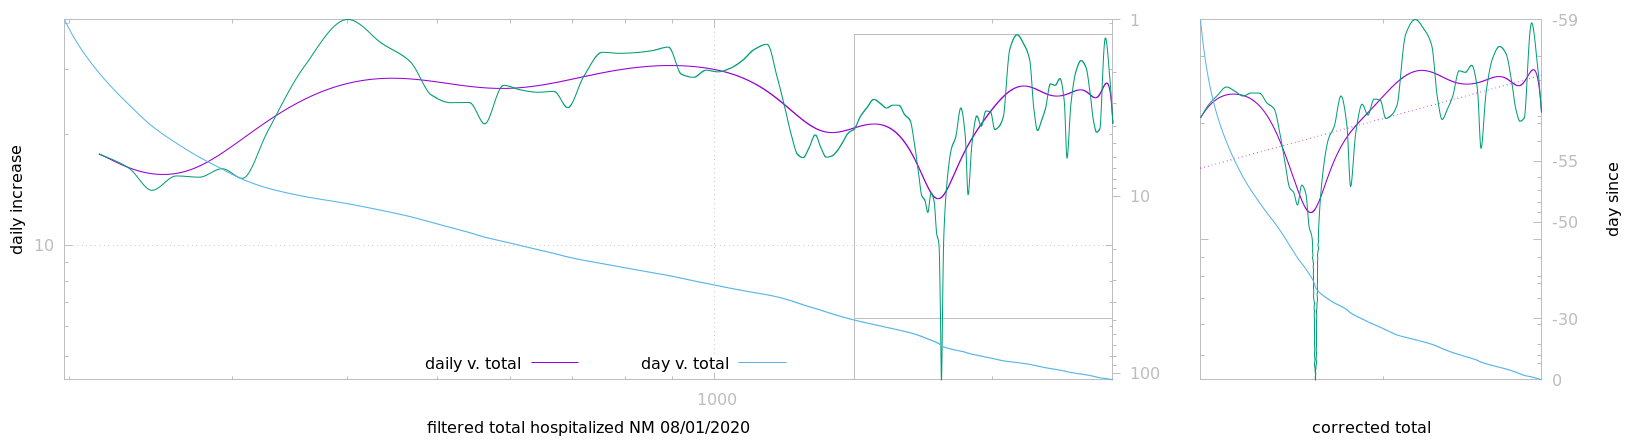 1
-59
daily increase
10
10
-55
-50
-30
day since
daily v. total
day v. total
100
0
1000
filtered total hospitalized NM 08/01/2020
corrected total